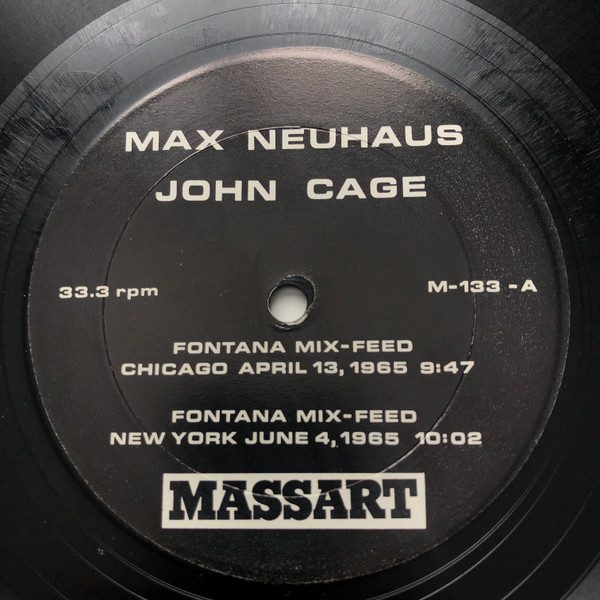 MAX NEUHAUS
JOHN CAGE
33.3 rpm
M-133-A
FONTANA MIX-FEED
CHICAGO APRIL 13, 1965 9:47
FONTANA MIX-FEED
NEW YORK JUNE 4, 1965 10:02
MASSART